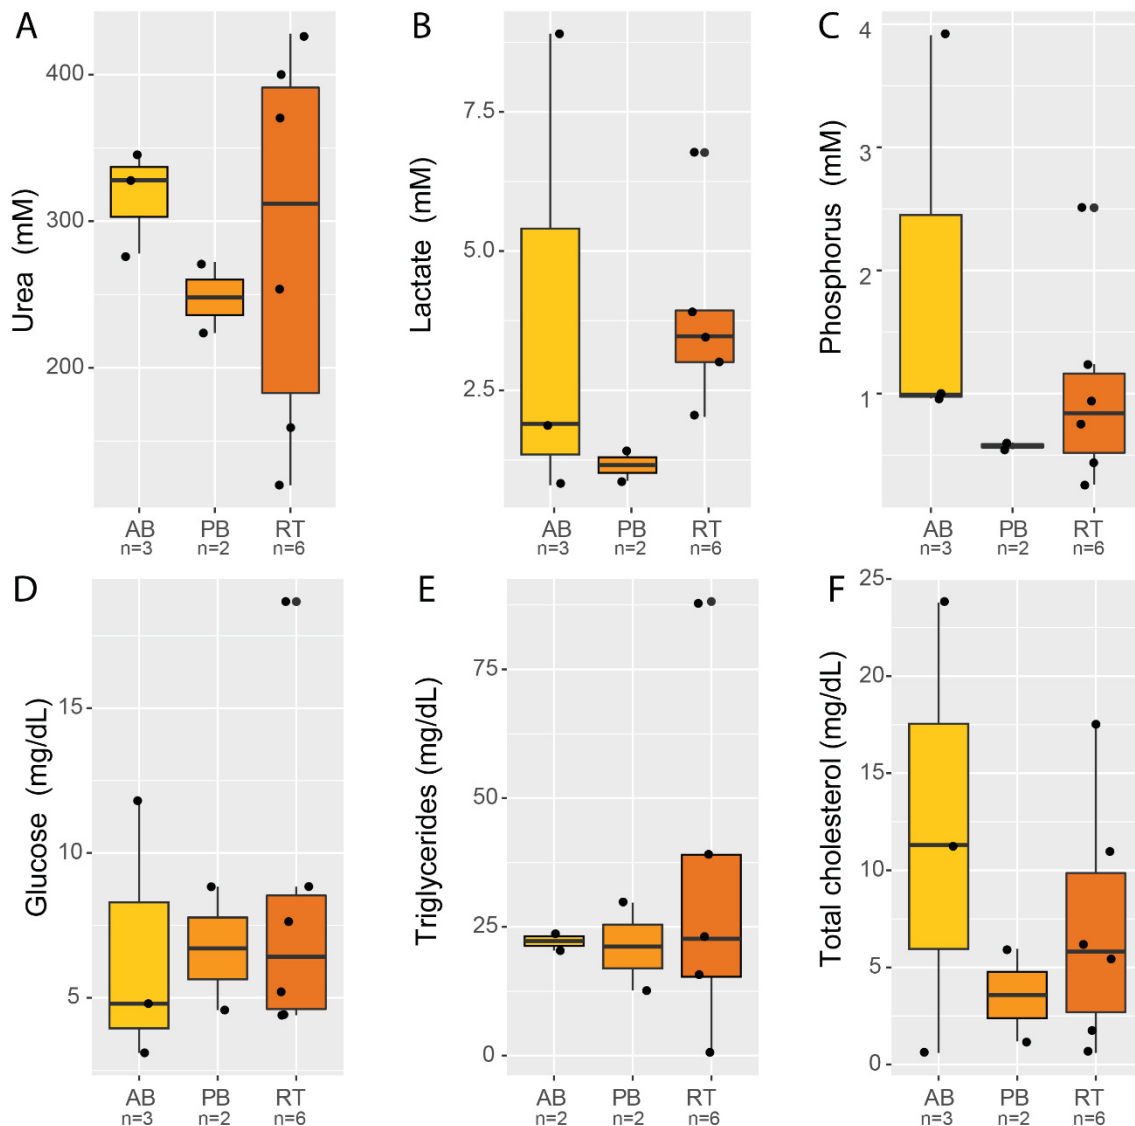 A
Urea (mM)
400
300
200
AB
n=3
PB
n=2
RT
n=6
B
Lactate (mM)
7.5
5.0
2.5
AB
n=3
PB
n=2
RT
n=6
C
Phosphorus (mM)
4
3
2
1
AB
n=3
PB
n=2
RT
n=6
D
Glucose (mg/dL)
15
10
5
AB
n=3
PB
n=2
RT
n=6
E
Triglycerides (mg/dL)
75
50
25
0
AB
n=2
PB
n=2
RT
n=6
F
Total cholesterol (mg/dL)
25
20
15
10
5
0
AB
n=3
PB
n=2
RT
n=6